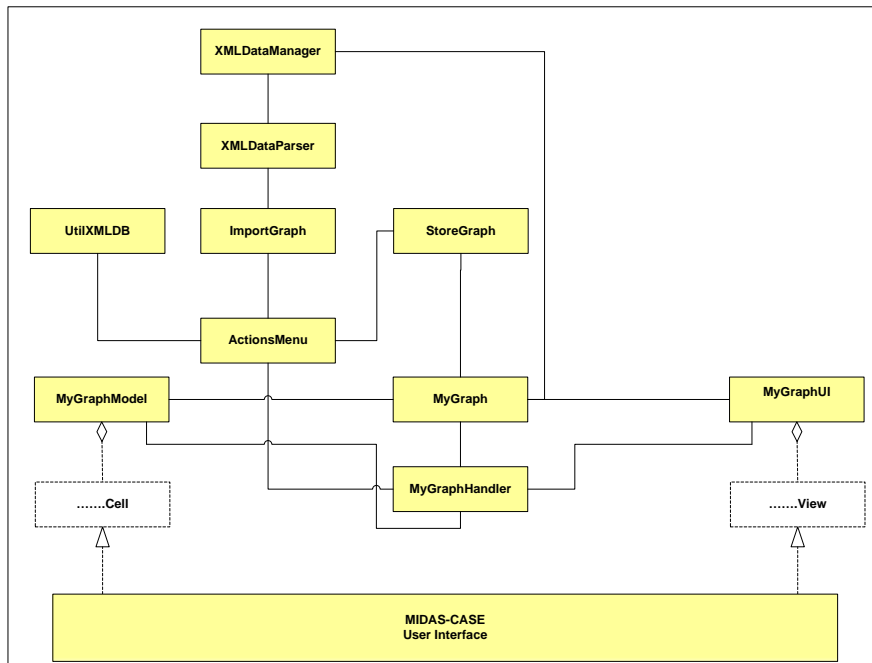 XMLDataManager
XMLDataParser
UtilXMLDB
ImportGraph
StoreGraph
ActionsMenu
MyGraphModel
MyGraph
MyGraphUI
MyGraphHandler
.......Cell
.......View
MIDAS-CASE
User Interface